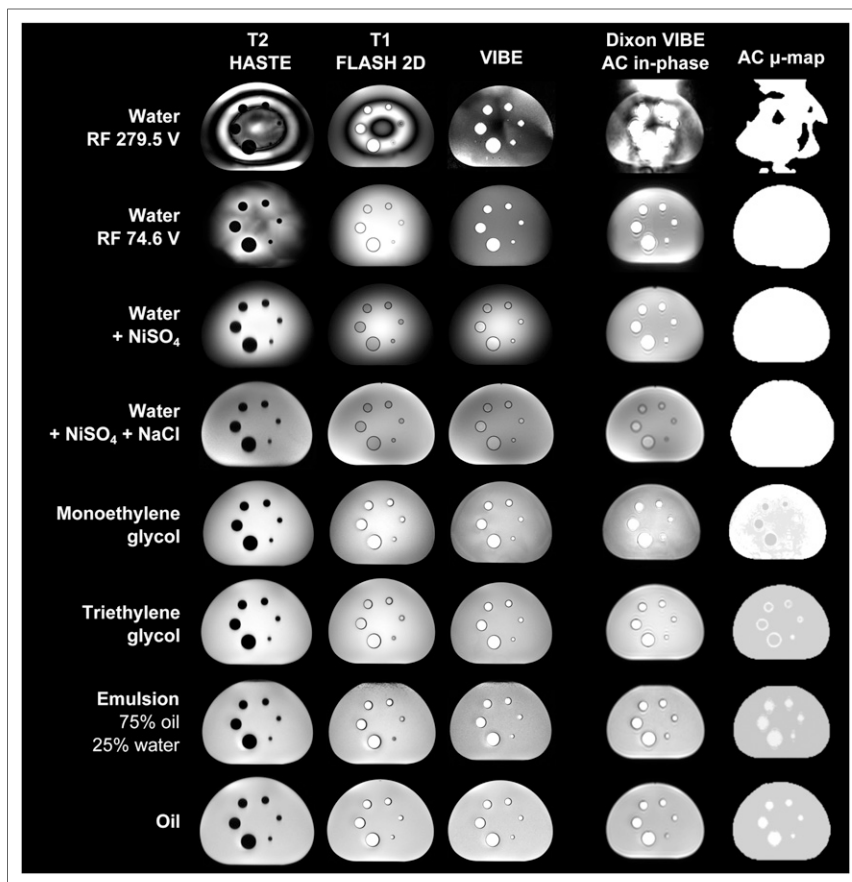 T2
HASTE
T1
FLASH 2D
VIBE
Dixon VIBE
AC in-phase
AC μ-map
Water
RF 279.5 V
Water
RF 74.6 V
Water
+ NiSO₄
Water
+ NiSO₄ + NaCl
Monoethylene
glycol
Triethylene
glycol
Emulsion
75% oil
25% water
Oil